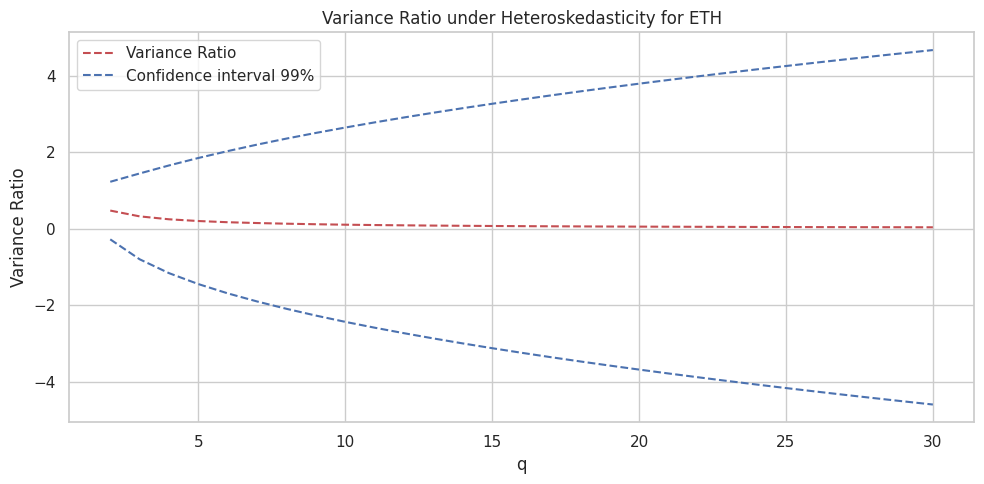 Variance Ratio under Heteroskedasticity for ETH
Variance Ratio
Confidence interval 99%
Variance Ratio
4
2
0
−2
−4
5
10
15
20
25
30
q